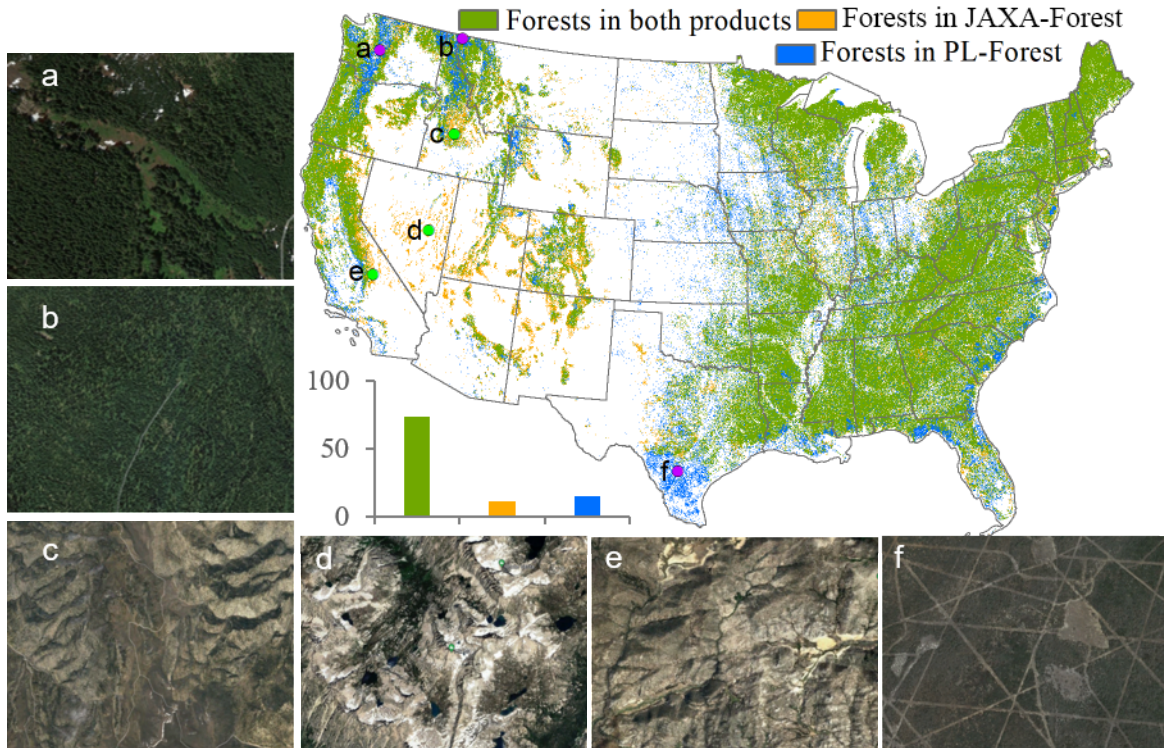 Forests in both products
Forests in JAXA-Forest
Forests in PL-Forest
a
b
c
d
e
f
a
b
c
d
e
f
100
50
0